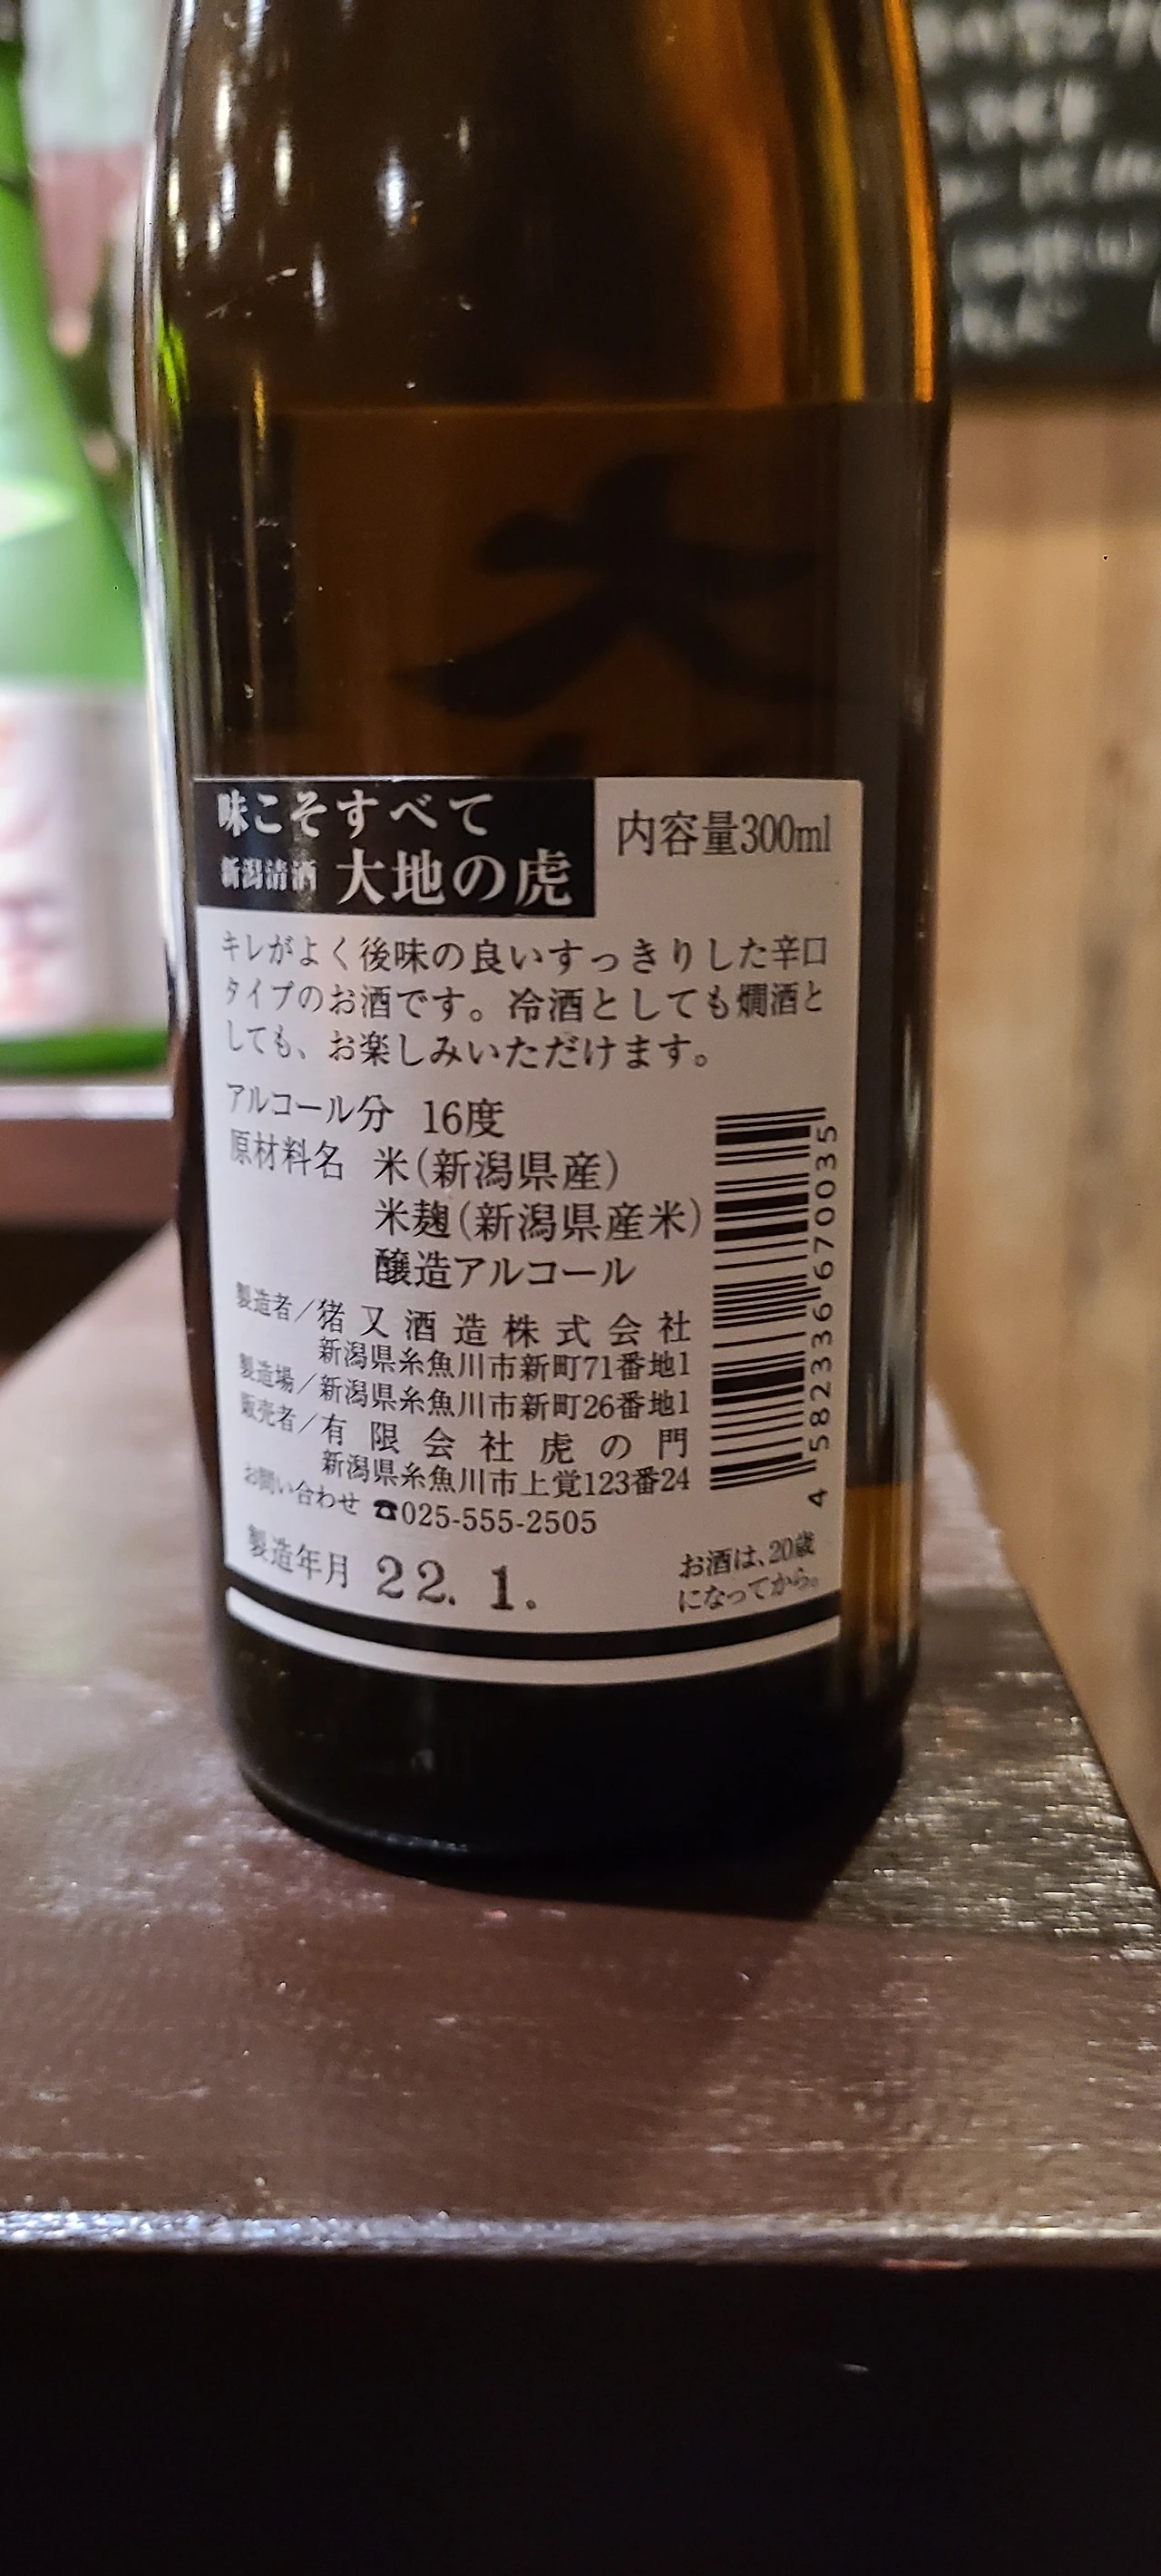 大
味こそすべて
新潟清酒 大地の虎
内容量300ml
キレがよく後味の良いすっきりした辛口
タイプのお酒です。冷酒としても燗酒と
しても、お楽しみいただけます。
アルコール分 16度
原材料名 米(新潟県産)
米麹(新潟県産米)
醸造アルコール
製造者/猪又酒造株式会社
新潟県糸魚川市新町71番地1
製造場/新潟県糸魚川市新町26番地1
販売者/有限会社虎の門
新潟県糸魚川市上覚123番24
お問い合わせ ☎025-555-2505
製造年月 22. 1.
お酒は、20歳
になってから。
4 582336 670035